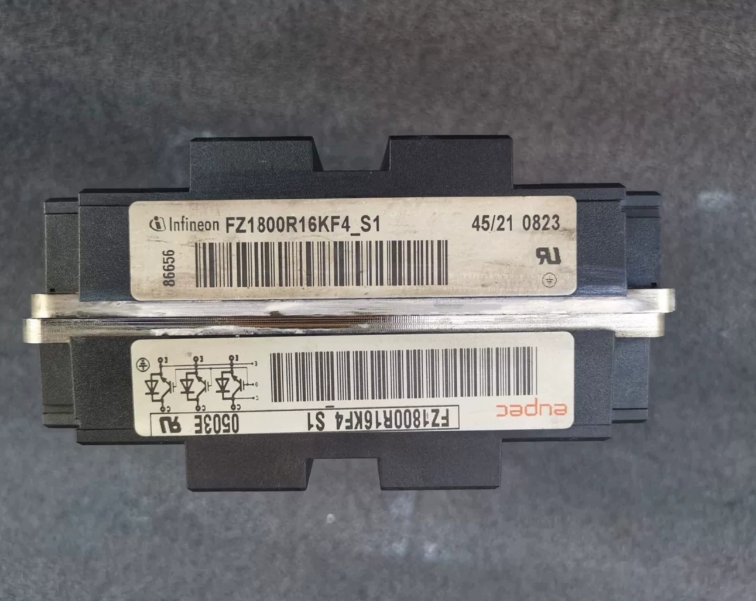 Infineon FZ1800R16KF4_S1 45/21 0823
86656
eupec
FZ1800R16KF4_S1 0503E